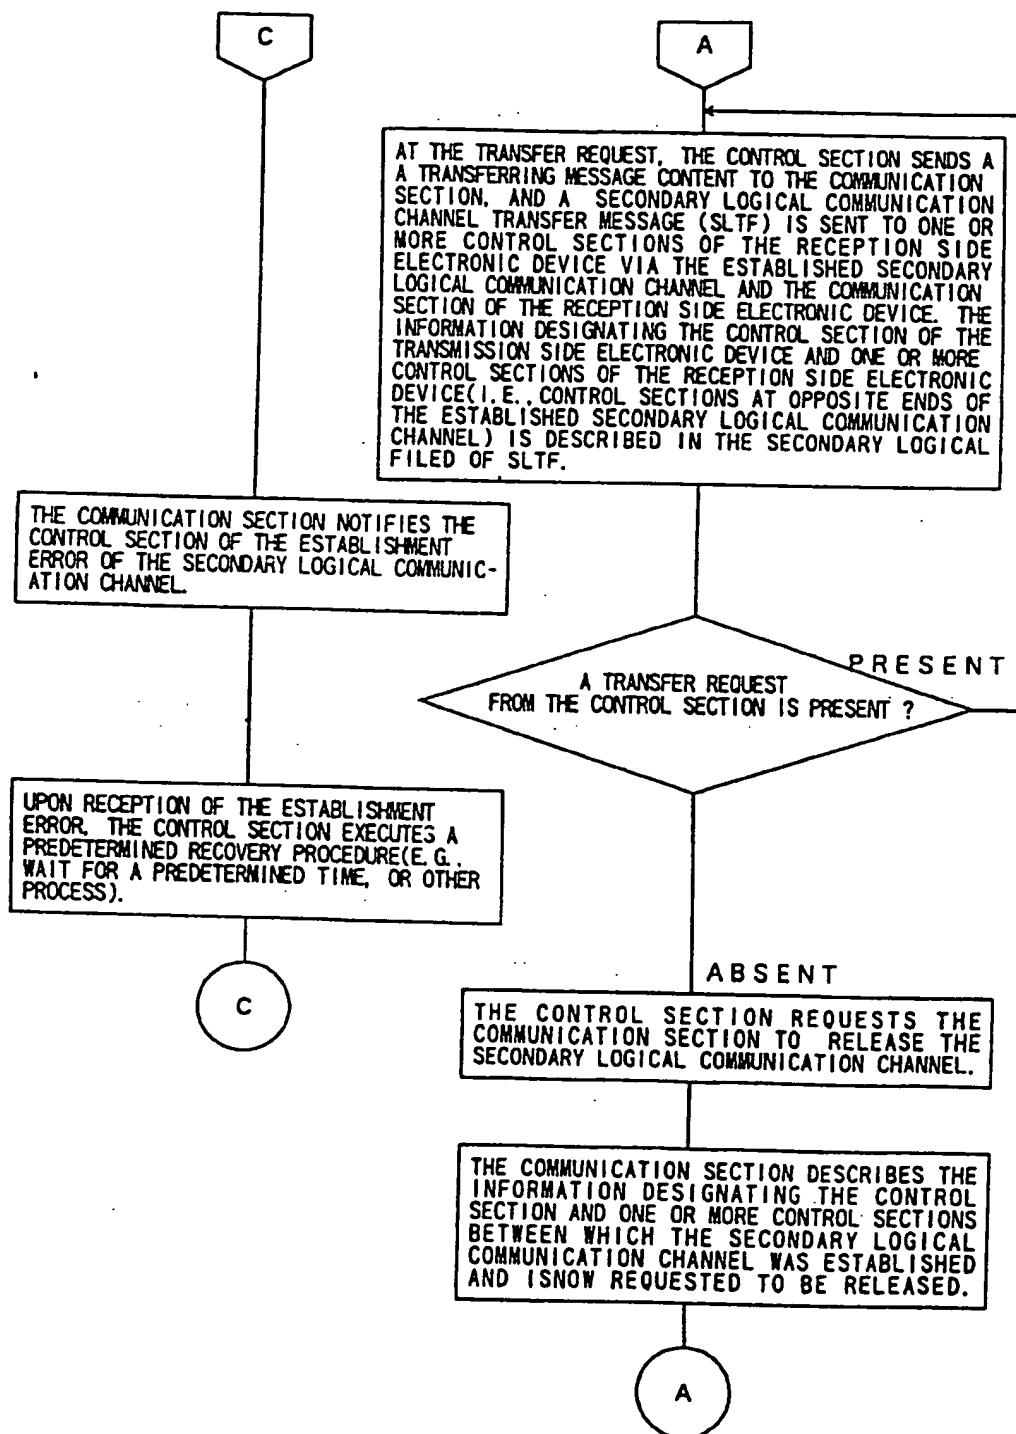 C
A
AT THE TRANSFER REQUEST, THE CONTROL SECTION SENDS A
A TRANSFERRING MESSAGE CONTENT TO THE COMMUNICATION
SECTION, AND A SECONDARY LOGICAL COMMUNICATION
CHANNEL TRANSFER MESSAGE (SLTF) IS SENT TO ONE OR
MORE CONTROL SECTIONS OF THE RECEPTION SIDE
ELECTRONIC DEVICE VIA THE ESTABLISHED SECONDARY
LOGICAL COMMUNICATION CHANNEL AND THE COMMUNICATION
SECTION OF THE RECEPTION SIDE ELECTRONIC DEVICE. THE
INFORMATION DESIGNATING THE CONTROL SECTION OF THE
TRANSMISSION SIDE ELECTRONIC DEVICE AND ONE OR MORE
CONTROL SECTIONS OF THE RECEPTION SIDE ELECTRONIC
DEVICE(I.E., CONTROL SECTIONS AT OPPOSITE ENDS OF
THE ESTABLISHED SECONDARY LOGICAL COMMUNICATION
CHANNEL) IS DESCRIBED IN THE SECONDARY LOGICAL
FILED OF SLTF.
THE COMMUNICATION SECTION NOTIFIES THE
CONTROL SECTION OF THE ESTABLISHMENT
ERROR OF THE SECONDARY LOGICAL COMMUNIC-
ATION CHANNEL.
PRESENT
A TRANSFER REQUEST
FROM THE CONTROL SECTION IS PRESENT ?
UPON RECEPTION OF THE ESTABLISHMENT
ERROR, THE CONTROL SECTION EXECUTES A
PREDETERMINED RECOVERY PROCEDURE(E.G.,
WAIT FOR A PREDETERMINED TIME, OR OTHER
PROCESS).
C
ABSENT
THE CONTROL SECTION REQUESTS THE
COMMUNICATION SECTION TO RELEASE THE
SECONDARY LOGICAL COMMUNICATION CHANNEL.
THE COMMUNICATION SECTION DESCRIBES THE
INFORMATION DESIGNATING THE CONTROL
SECTION AND ONE OR MORE CONTROL SECTIONS
BETWEEN WHICH THE SECONDARY LOGICAL
COMMUNICATION CHANNEL WAS ESTABLISHED
AND ISNOW REQUESTED TO BE RELEASED.
A